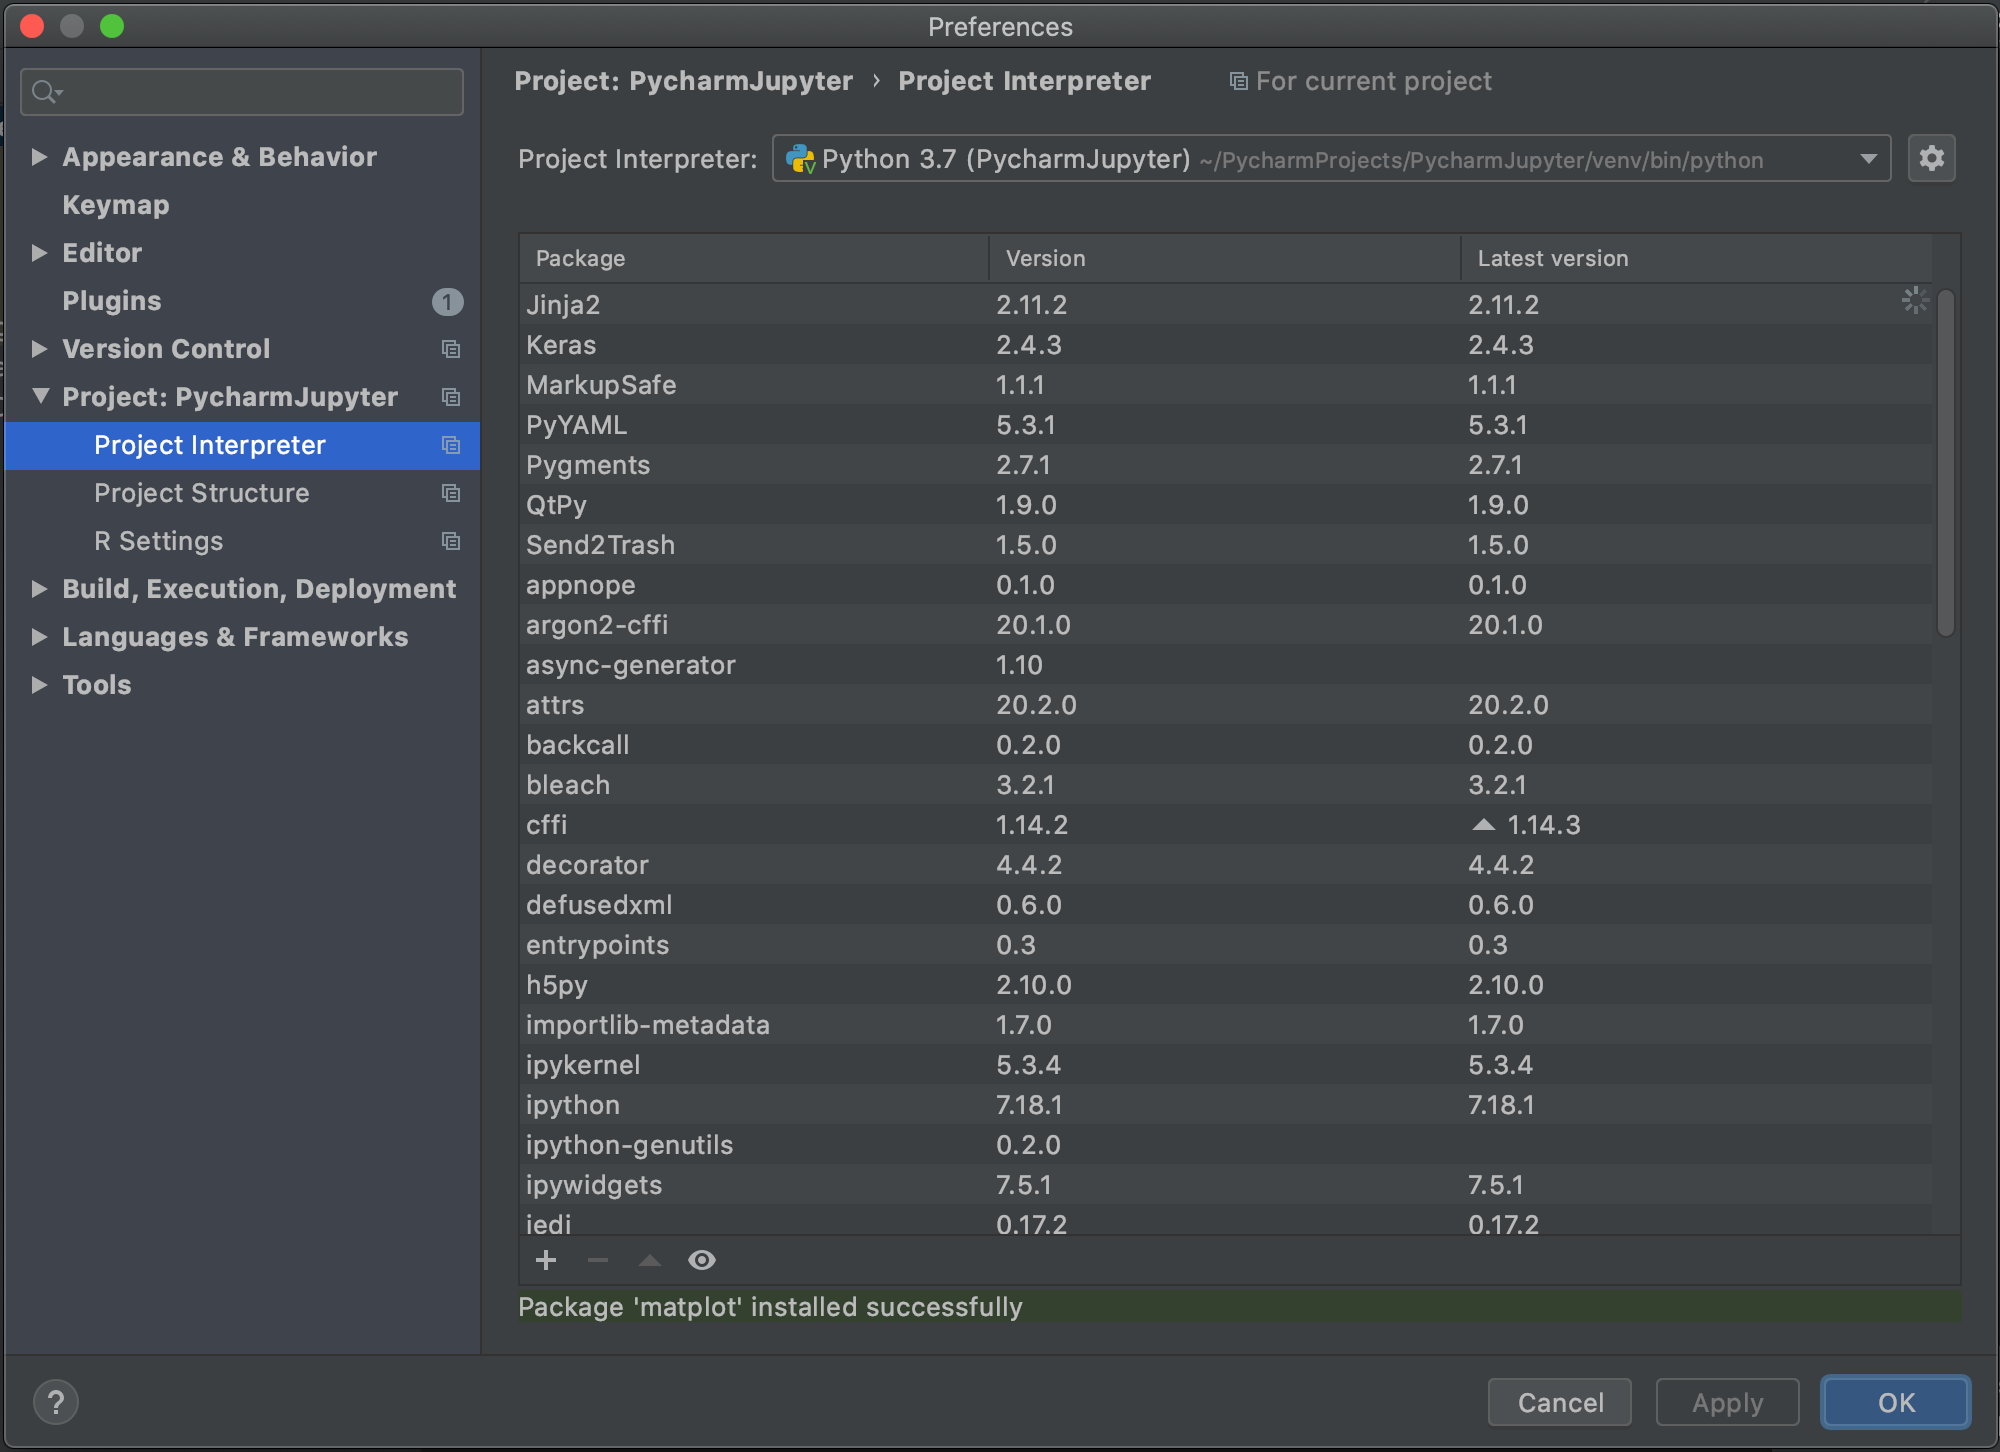 Preferences
Appearance & Behavior
Keymap
Editor
Plugins 1
Version Control
Project: PycharmJupyter
Project Interpreter
Project Structure
R Settings
Build, Execution, Deployment
Languages & Frameworks
Tools
Project: PycharmJupyter › Project Interpreter For current project
Project Interpreter: Python 3.7 (PycharmJupyter) ~/PycharmProjects/PycharmJupyter/venv/bin/python
Package Version Latest version
Jinja2 2.11.2 2.11.2
Keras 2.4.3 2.4.3
MarkupSafe 1.1.1 1.1.1
PyYAML 5.3.1 5.3.1
Pygments 2.7.1 2.7.1
QtPy 1.9.0 1.9.0
Send2Trash 1.5.0 1.5.0
appnope 0.1.0 0.1.0
argon2-cffi 20.1.0 20.1.0
async-generator 1.10
attrs 20.2.0 20.2.0
backcall 0.2.0 0.2.0
bleach 3.2.1 3.2.1
cffi 1.14.2 1.14.3
decorator 4.4.2 4.4.2
defusedxml 0.6.0 0.6.0
entrypoints 0.3 0.3
h5py 2.10.0 2.10.0
importlib-metadata 1.7.0 1.7.0
ipykernel 5.3.4 5.3.4
ipython 7.18.1 7.18.1
ipython-genutils 0.2.0
ipywidgets 7.5.1 7.5.1
jedi 0.17.2 0.17.2
Package 'matplot' installed successfully
? Cancel Apply OK